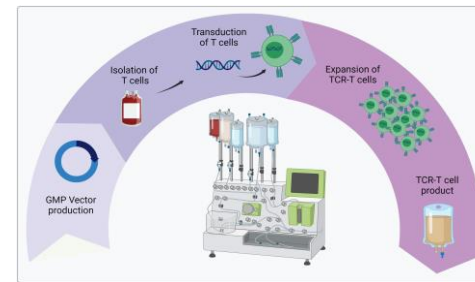 GMP Vector
production
Isolation of
T cells
Transduction
of T cells
Expansion of
TCR-T cells
TCR-T cell
product